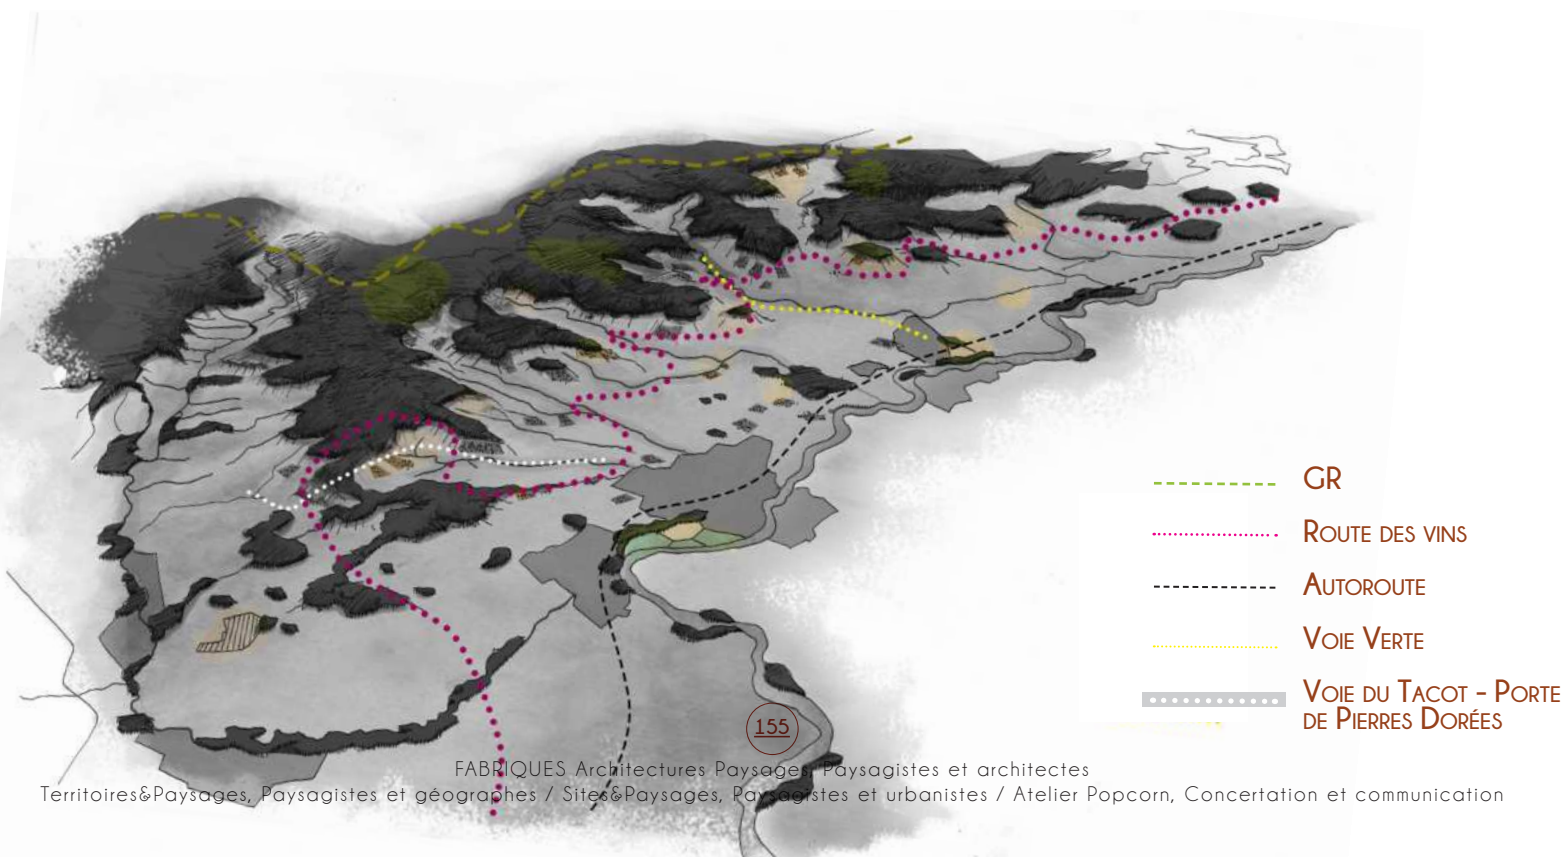 GR
Route des vins
Autoroute
Voie Verte
Voie du Tacot - Porte
de Pierres Dorées
155
FABRIQUES Architectures Paysages, Paysagistes et architectes
Territoires&Paysages, Paysagistes et géographes / Sites&Paysages, Paysagistes et urbanistes / Atelier Popcorn, Concertation et communication